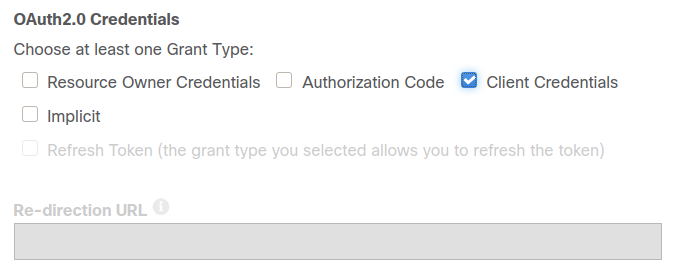 OAuth2.0 Credentials
Choose at least one Grant Type:
Resource Owner Credentials Authorization Code Client Credentials
Implicit
Refresh Token (the grant type you selected allows you to refresh the token)
Re-direction URL